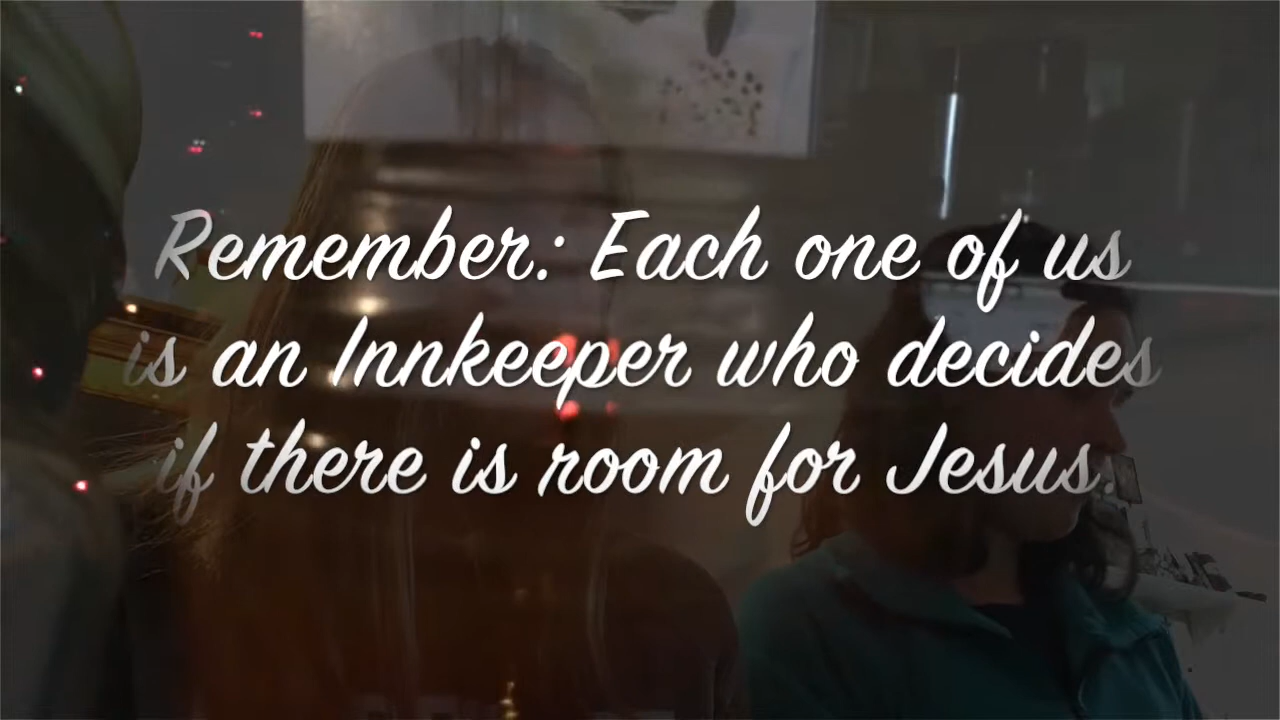 Remember: Each one of us
is an Innkeeper who decides
if there is room for Jesus.